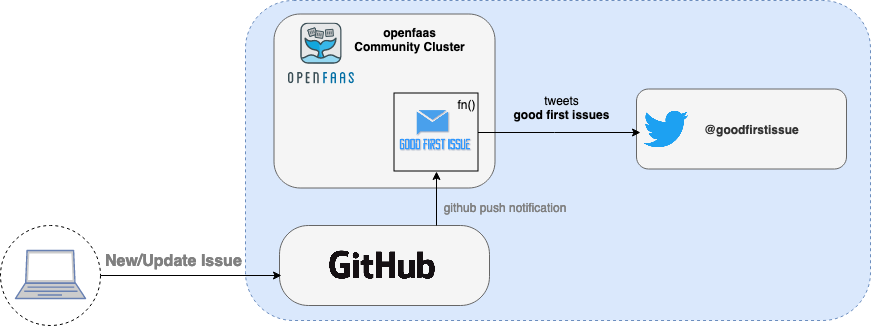 openfaas
Community Cluster
OPENFAAS
fn()
GOOD FIRST ISSUE
tweets
good first issues
@goodfirstissue
github push notification
New/Update Issue
GitHub